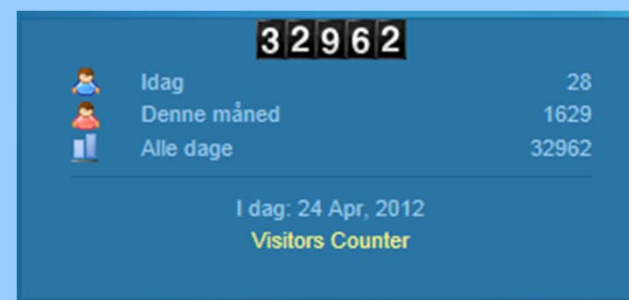 32962
Idag 28
Denne måned 1629
Alle dage 32962
I dag: 24 Apr, 2012
Visitors Counter